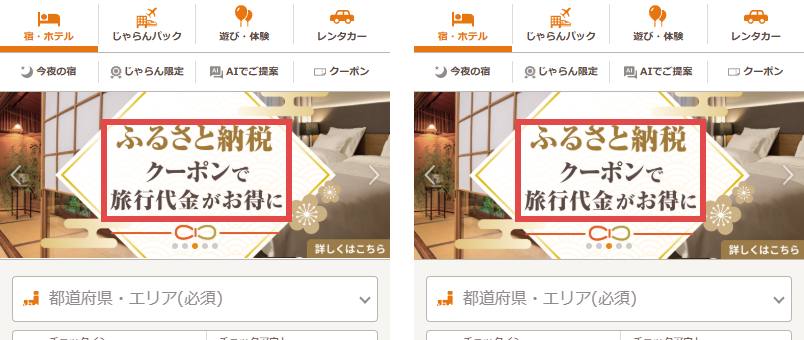 宿・ホテル
じゃらんパック
遊び・体験
レンタカー
今夜の宿
じゃらん限定
AIでご提案
クーポン
ふるさと納税
クーポンで
旅行代金がお得に
詳しくはこちら
都道府県・エリア(必須)
宿・ホテル
じゃらんパック
遊び・体験
レンタカー
今夜の宿
じゃらん限定
AIでご提案
クーポン
ふるさと納税
クーポンで
旅行代金がお得に
詳しくはこちら
都道府県・エリア(必須)